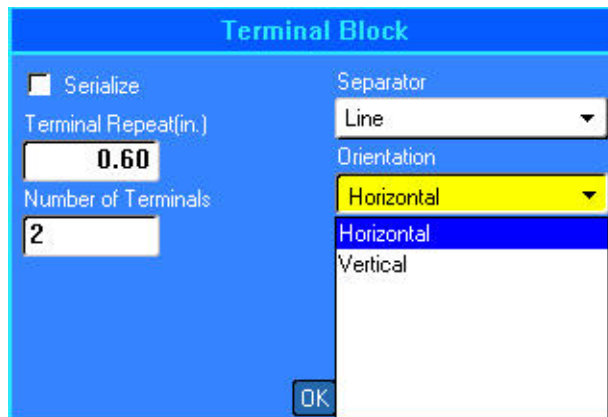 Terminal Block
Serialize
Terminal Repeat(in.)
0.60
Number of Terminals
2
Separator
Line
Orientation
Horizontal
Horizontal
Vertical
OK